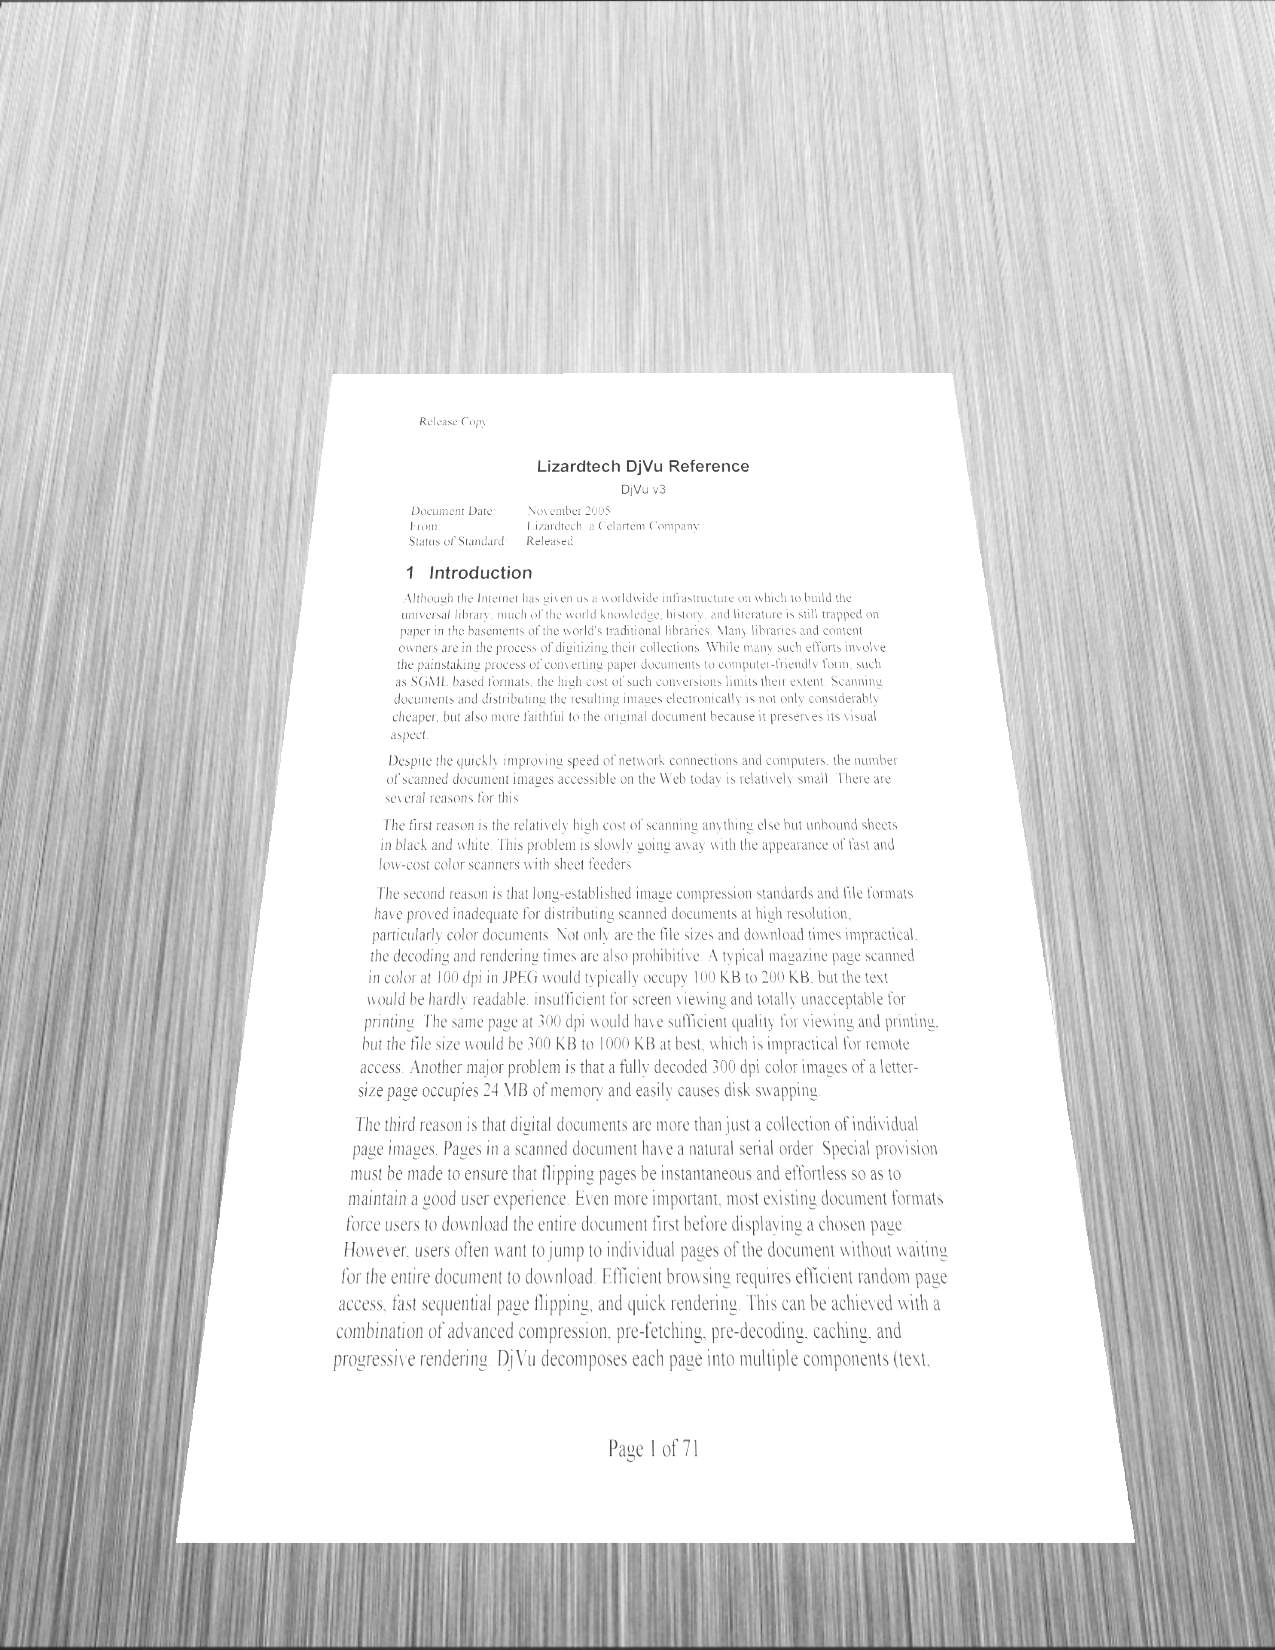 Release Copy
Lizardtech DjVu Reference
DjVu v3
Document Date: November 2005
From: Lizardtech, a Celartem Company
Status of Standard: Released
1 Introduction
Although the Internet has given us a worldwide infrastructure on which to build the
universal library, much of the world knowledge, history, and literature is still trapped on
paper in the basements of the world's traditional libraries. Many libraries and content
owners are in the process of digitizing their collections. While many such efforts involve
the painstaking process of converting paper documents to computer-friendly form, such
as SGML based formats, the high cost of such conversions limits their extent. Scanning
documents and distributing the resulting images electronically is not only considerably
cheaper, but also more faithful to the original document because it preserves its visual
aspect.
Despite the quickly improving speed of network connections and computers, the number
of scanned document images accessible on the Web today is relatively small. There are
several reasons for this.
The first reason is the relatively high cost of scanning anything else but unbound sheets
in black and white. This problem is slowly going away with the appearance of fast and
low-cost color scanners with sheet feeders.
The second reason is that long-established image compression standards and file formats
have proved inadequate for distributing scanned documents at high resolution,
particularly color documents. Not only are the file sizes and download times impractical,
the decoding and rendering times are also prohibitive. A typical magazine page scanned
in color at 100 dpi in JPEG would typically occupy 100 KB to 200 KB, but the text
would be hardly readable: insufficient for screen viewing and totally unacceptable for
printing. The same page at 300 dpi would have sufficient quality for viewing and printing,
but the file size would be 300 KB to 1000 KB at best, which is impractical for remote
access. Another major problem is that a fully decoded 300 dpi color images of a letter-
size page occupies 24 MB of memory and easily causes disk swapping.
The third reason is that digital documents are more than just a collection of individual
page images. Pages in a scanned document have a natural serial order. Special provision
must be made to ensure that flipping pages be instantaneous and effortless so as to
maintain a good user experience. Even more important, most existing document formats
force users to download the entire document first before displaying a chosen page.
However, users often want to jump to individual pages of the document without waiting
for the entire document to download. Efficient browsing requires efficient random page
access, fast sequential page flipping, and quick rendering. This can be achieved with a
combination of advanced compression, pre-fetching, pre-decoding, caching, and
progressive rendering. DjVu decomposes each page into multiple components (text,
Page 1 of 71